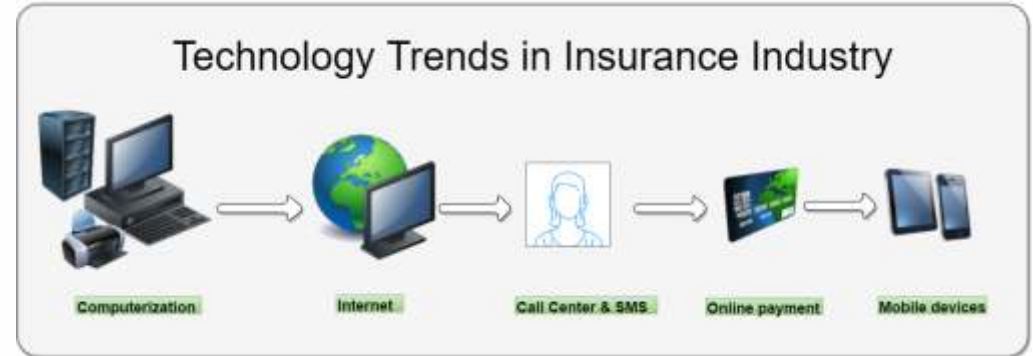 Technology Trends in Insurance Industry
Computerization
Internet
Call Center & SMS
Online payment
Mobile devices